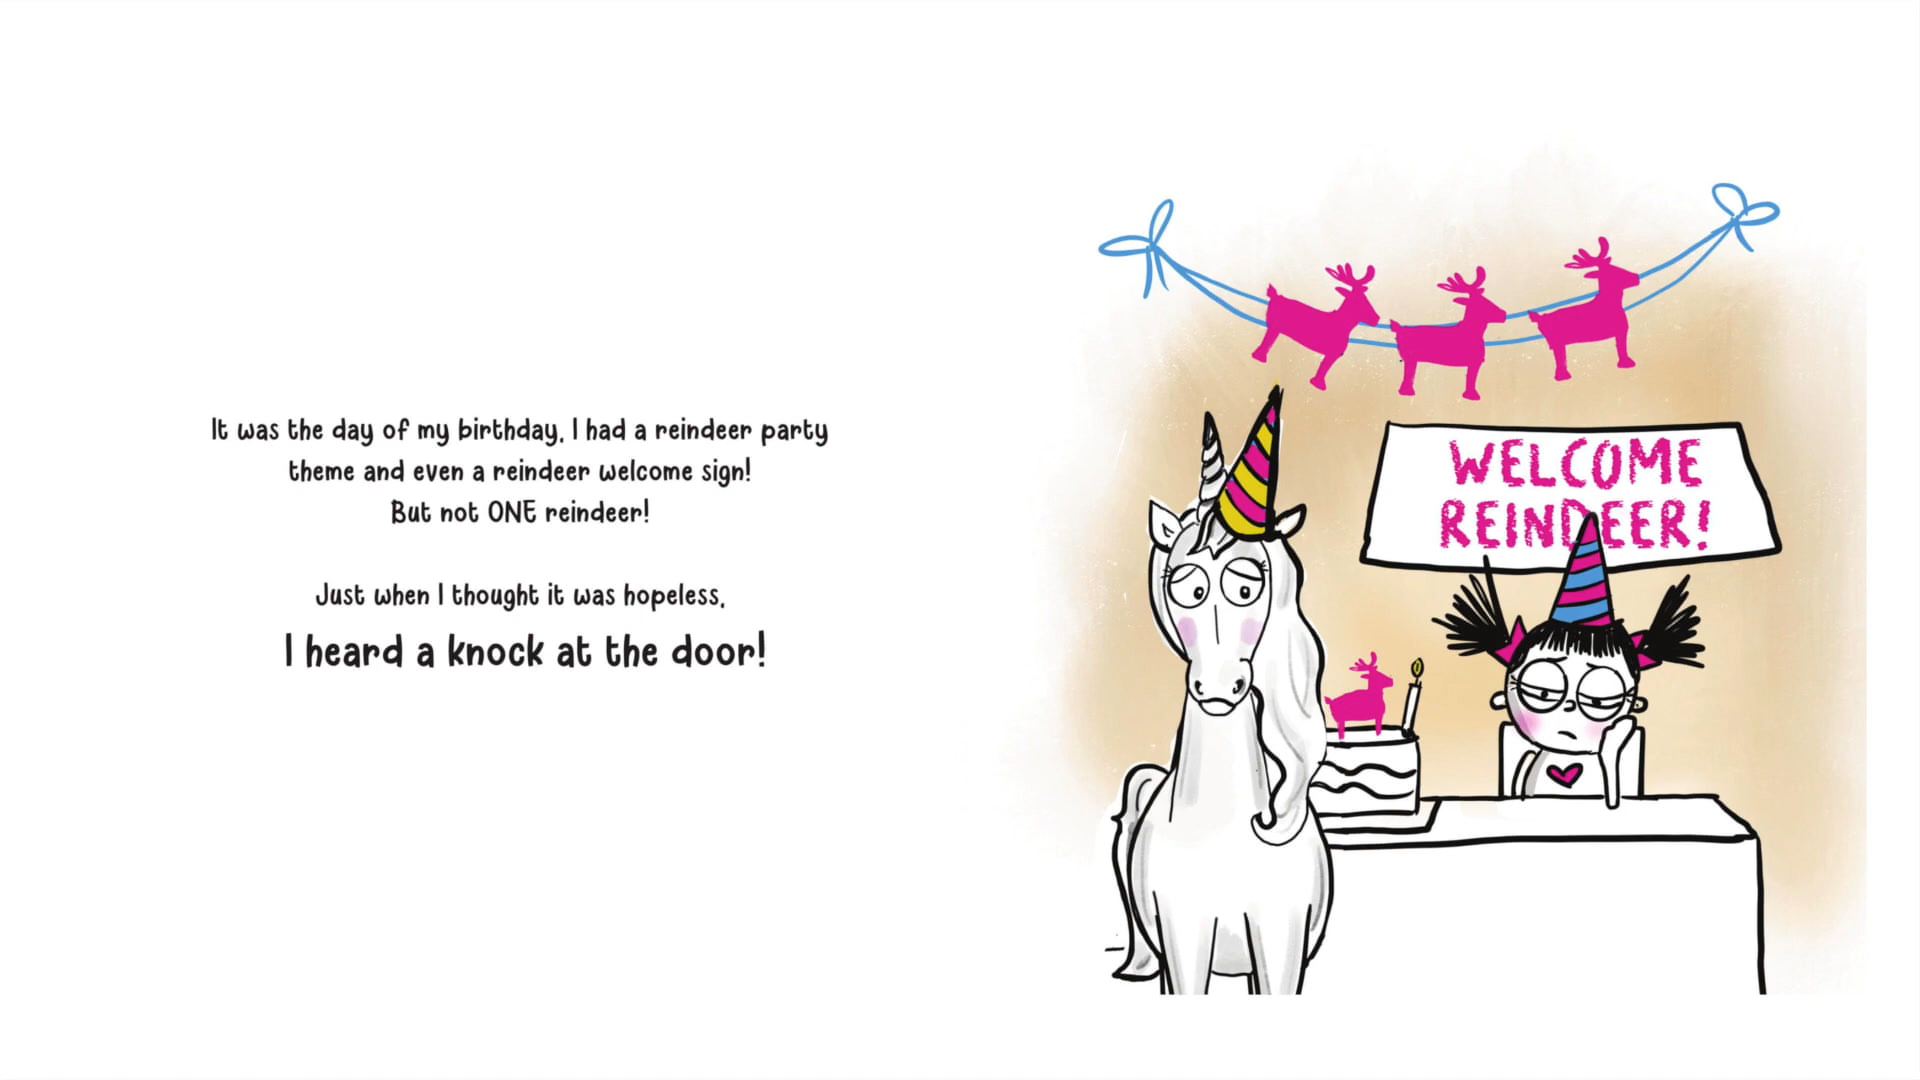 It was the day of my birthday, I had a reindeer party
theme and even a reindeer welcome sign!
But not ONE reindeer!
Just when I thought it was hopeless,
I heard a knock at the door!
WELCOME
REINDEER!